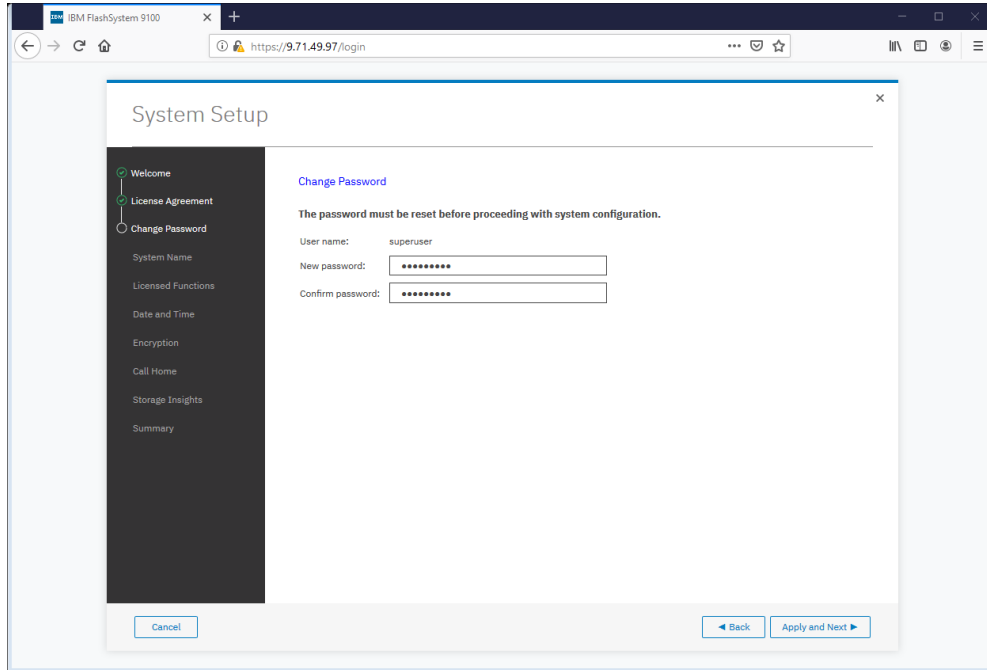 IBM IBM FlashSystem 9100
https://9.71.49.97/login
System Setup
Welcome
License Agreement
Change Password
System Name
Licensed Functions
Date and Time
Encryption
Call Home
Storage Insights
Summary
Change Password
The password must be reset before proceeding with system configuration.
User name: superuser
New password: •••••••••
Confirm password: •••••••••
Cancel
◄ Back
Apply and Next ►